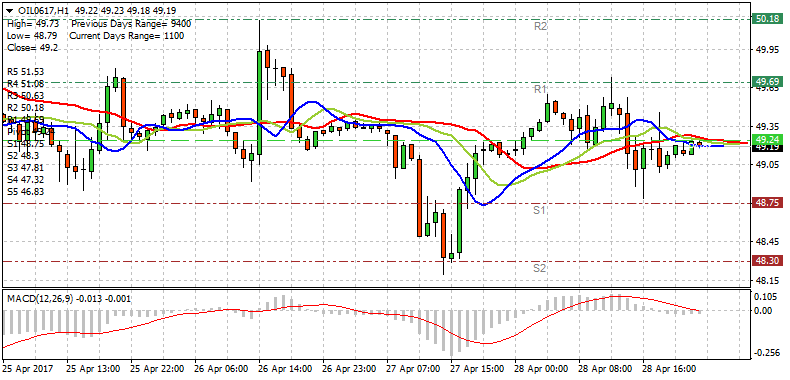 OIL0617,H1 49.22 49.23 49.18 49.19
High= 49.73 Previous Days Range= 9400
Low= 48.79 Current Days Range= 1100
Close= 49.2
R5 51.53
R4 51.08
R3 50.63
R2 50.18
S1 48.75
S2 48.3
S3 47.81
S4 47.32
S5 46.83
R2
R1
S1
S2
50.18
49.95
49.69
49.65
49.35
49.24
49.19
49.05
48.75
48.45
48.30
48.15
MACD(12,26,9) -0.013 -0.001
0.105
0.00
-0.256
25 Apr 2017
25 Apr 13:00
25 Apr 22:00
26 Apr 06:00
26 Apr 14:00
26 Apr 23:00
27 Apr 07:00
27 Apr 15:00
28 Apr 00:00
28 Apr 08:00
28 Apr 16:00